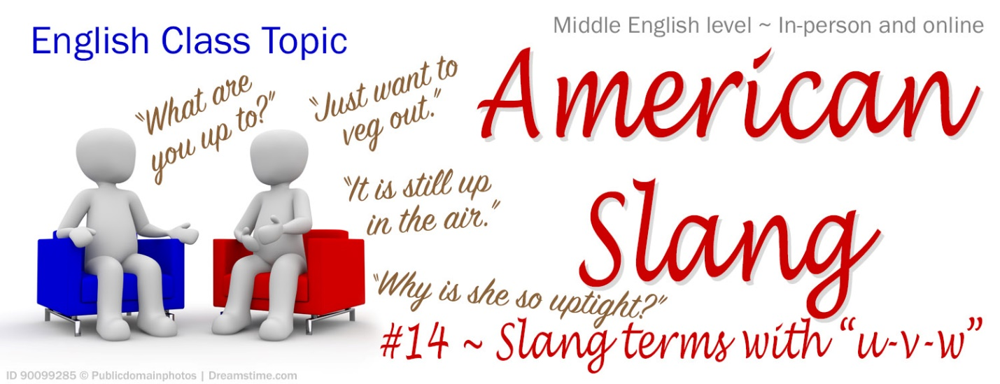 English Class Topic
Middle English level ~ In-person and online
American
Slang
"What are
you up to?"
"Just want to
veg out."
"It is still up
in the air."
"Why is she so uptight?"
#14 ~ Slang terms with "u-v-w"
ID 90099285 © Publicdomainphotos | Dreamstime.com